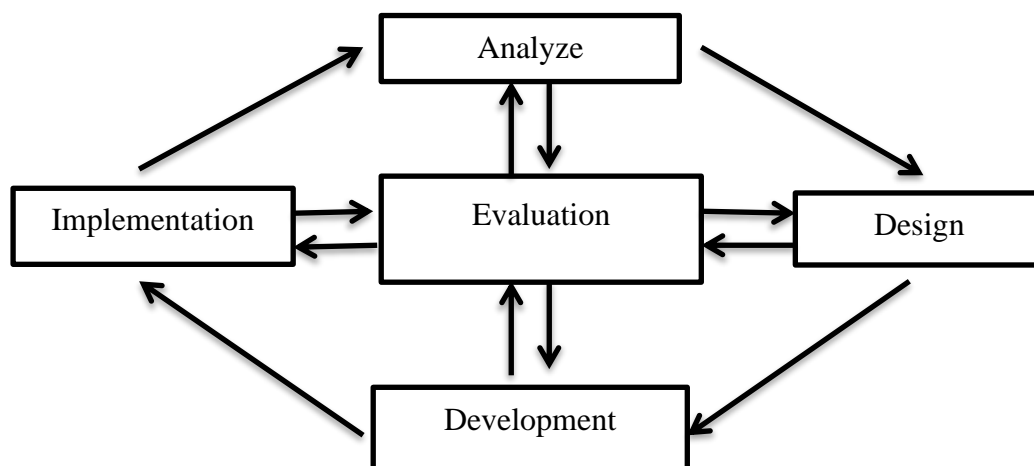 Analyze
Implementation
Evaluation
Design
Development